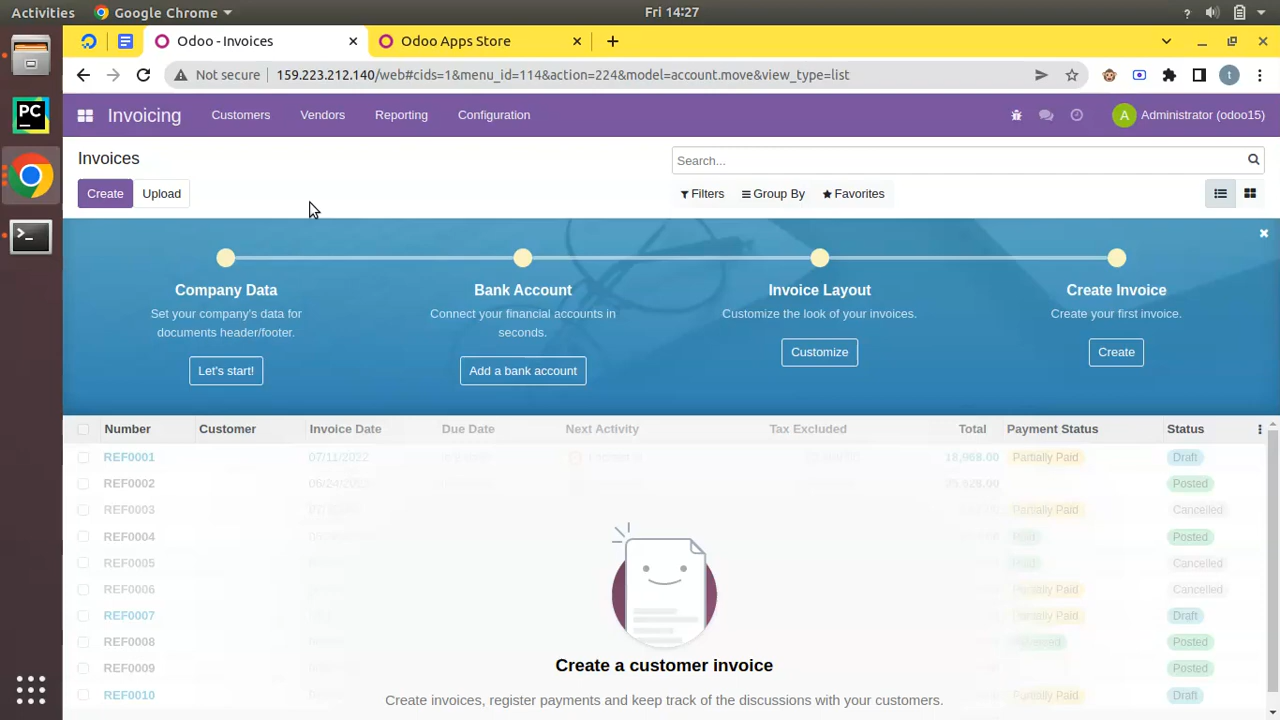 Activities Google Chrome Fri 14:27
Odoo - Invoices Odoo Apps Store
Not secure 159.223.212.140/web#cids=1&menu_id=114&action=224&model=account.move&view_type=list t
PC Invoicing Customers Vendors Reporting Configuration A Administrator (odoo15)
Invoices Search...
Create Upload Filters Group By Favorites
Company Data Bank Account Invoice Layout Create Invoice
Set your company's data for Connect your financial accounts in Customize the look of your invoices. Create your first invoice.
documents header/footer. seconds.
Let's start! Add a bank account Customize Create
Number Customer Invoice Date Due Date Next Activity Tax Excluded Total Payment Status Status
REF0001 07/11/2022 18,968.00 Partially Paid Draft
REF0002 Posted
REF0003 Partially Paid Cancelled
REF0004 Posted
REF0005 Cancelled
REF0006 Partially Paid Cancelled
REF0007 Partially Paid Draft
REF0008 Posted
REF0009 Posted
REF0010 Partially Paid Draft
Create a customer invoice
Create invoices, register payments and keep track of the discussions with your customers.